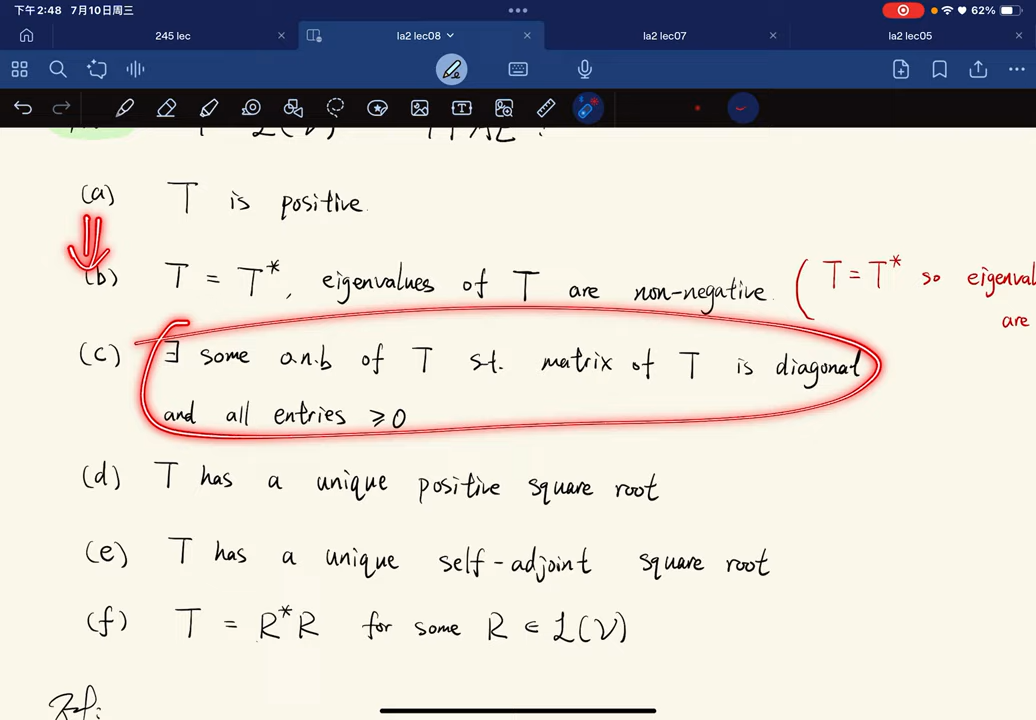 下午2:48 7月10日周三
62%
245 lec
la2 lec08
la2 lec07
la2 lec05
(a) T is positive.
(b) T = T*, eigenvalues of T are non-negative. ( T = T* so eigenval
are
(c) ∃ some o.n.b of T s.t. matrix of T is diagonal
and all entries ⩾0
(d) T has a unique positive square root
(e) T has a unique self-adjoint square root
(f) T = R*R for some R ∈ L(V)